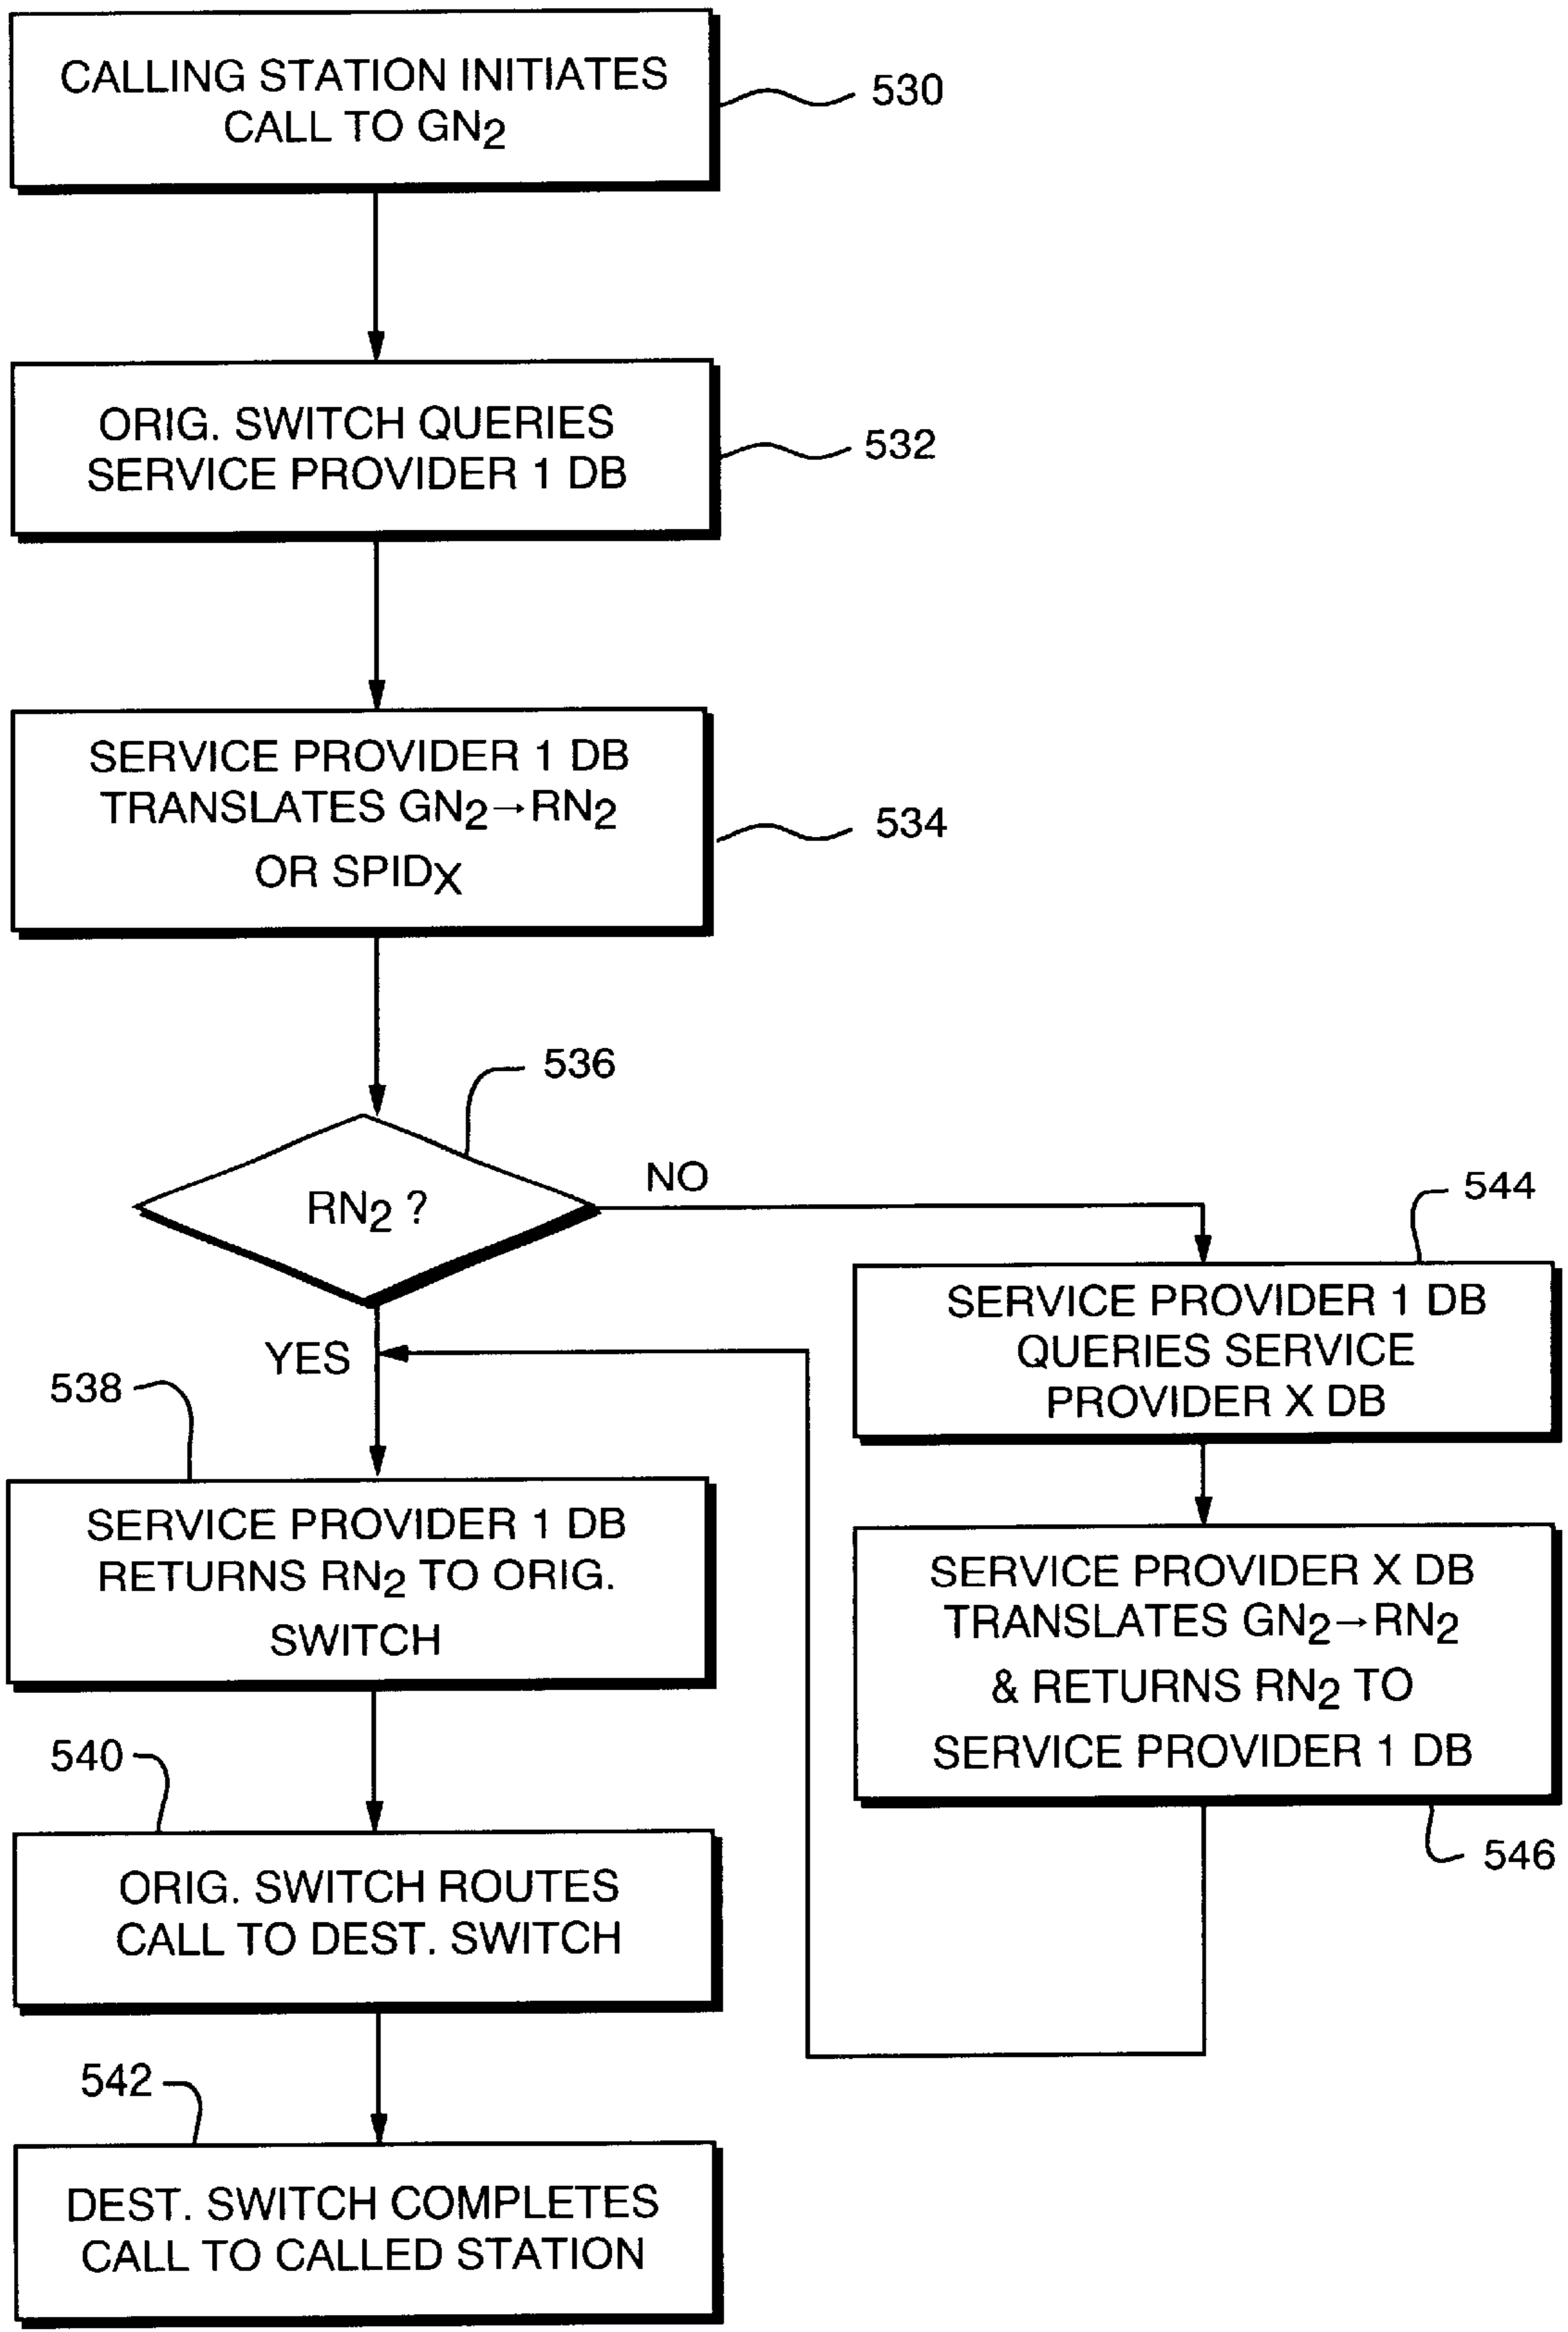 CALLING STATION INITIATES
CALL TO GN₂
530
ORIG. SWITCH QUERIES
SERVICE PROVIDER 1 DB
532
SERVICE PROVIDER 1 DB
TRANSLATES GN₂→RN₂
OR SPIDX
534
536
RN₂ ?
NO
YES
544
SERVICE PROVIDER 1 DB
QUERIES SERVICE
PROVIDER X DB
538
SERVICE PROVIDER 1 DB
RETURNS RN₂ TO ORIG.
SWITCH
SERVICE PROVIDER X DB
TRANSLATES GN₂→RN₂
& RETURNS RN₂ TO
SERVICE PROVIDER 1 DB
546
540
ORIG. SWITCH ROUTES
CALL TO DEST. SWITCH
542
DEST. SWITCH COMPLETES
CALL TO CALLED STATION